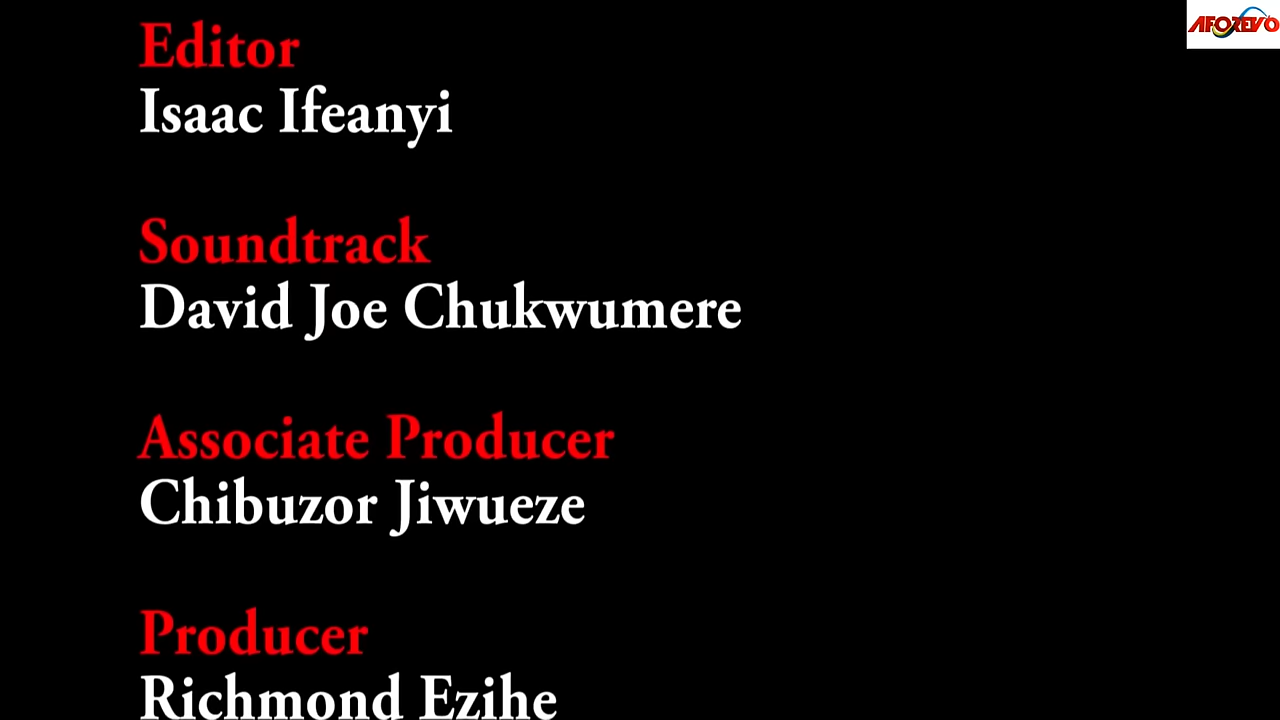 AFOREVO
Editor
Isaac Ifeanyi
Soundtrack
David Joe Chukwumere
Associate Producer
Chibuzor Jiwueze
Producer
Richmond Ezihe